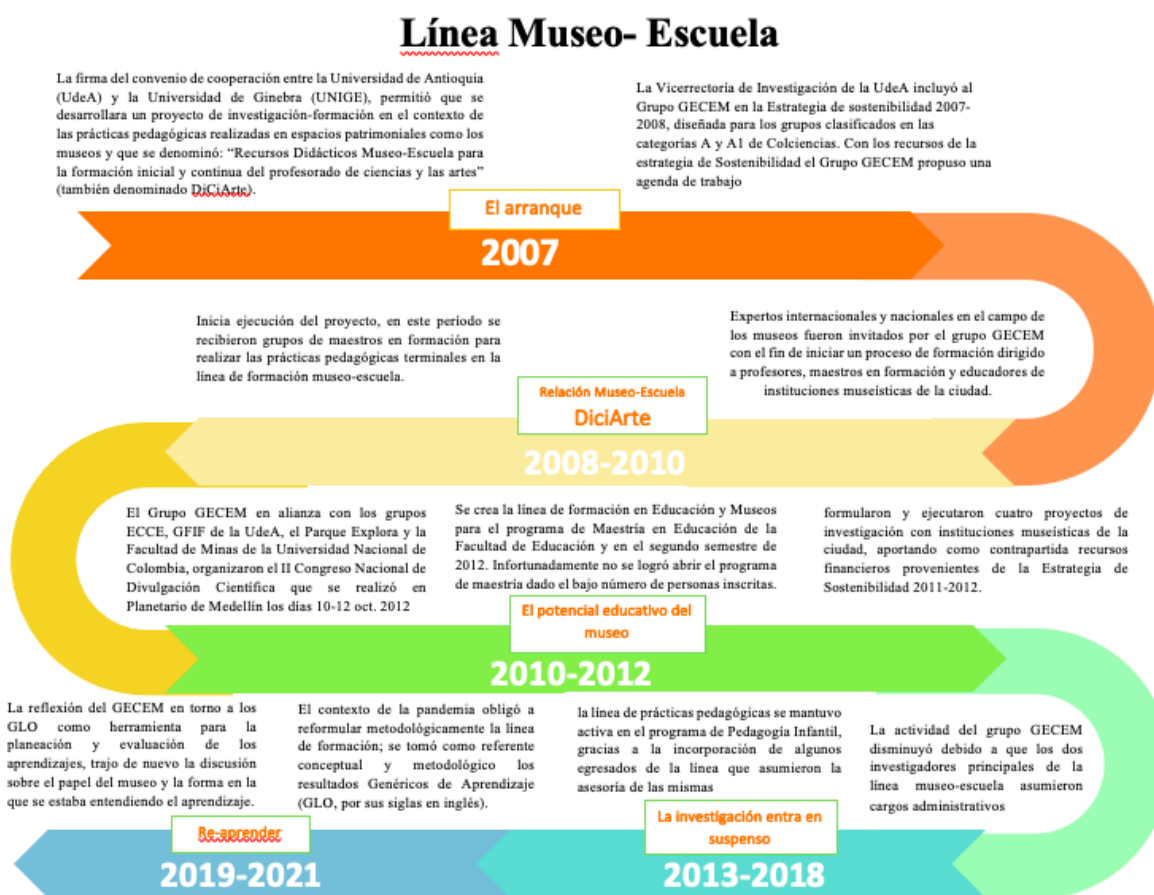 Línea Museo- Escuela
La firma del convenio de cooperación entre la Universidad de Antioquia
(UdeA) y la Universidad de Ginebra (UNIGE), permitió que se
desarrollara un proyecto de investigación-formación en el contexto de
las prácticas pedagógicas realizadas en espacios patrimoniales como los
museos y que se denominó: “Recursos Didácticos Museo-Escuela para
la formación inicial y continua del profesorado de ciencias y las artes”
(también denominado DiCiArte).
La Vicerrectoría de Investigación de la UdeA incluyó al
Grupo GECEM en la Estrategia de sostenibilidad 2007-
2008, diseñada para los grupos clasificados en las
categorías A y A1 de Colciencias. Con los recursos de la
estrategia de Sostenibilidad el Grupo GECEM propuso una
agenda de trabajo
El arranque
2007
Inicia ejecución del proyecto, en este período se
recibieron grupos de maestros en formación para
realizar las prácticas pedagógicas terminales en la
línea de formación museo-escuela.
Expertos internacionales y nacionales en el campo de
los museos fueron invitados por el grupo GECEM
con el fin de iniciar un proceso de formación dirigido
a profesores, maestros en formación y educadores de
instituciones museísticas de la ciudad.
Relación Museo-Escuela
DiciArte
2008-2010
El Grupo GECEM en alianza con los grupos
ECCE, GFIF de la UdeA, el Parque Explora y la
Facultad de Minas de la Universidad Nacional de
Colombia, organizaron el II Congreso Nacional de
Divulgación Científica que se realizó en
Planetario de Medellín los días 10-12 oct. 2012
Se crea la línea de formación en Educación y Museos
para el programa de Maestría en Educación de la
Facultad de Educación y en el segundo semestre de
2012. Infortunadamente no se logró abrir el programa
de maestría dado el bajo número de personas inscritas.
formularon y ejecutaron cuatro proyectos de
investigación con instituciones museísticas de la
ciudad, aportando como contrapartida recursos
financieros provenientes de la Estrategia de
Sostenibilidad 2011-2012.
El potencial educativo del
museo
2010-2012
La reflexión del GECEM en torno a los
GLO como herramienta para la
planeación y evaluación de los
aprendizajes, trajo de nuevo la discusión
sobre el papel del museo y la forma en la
que se estaba entendiendo el aprendizaje.
El contexto de la pandemia obligó a
reformular metodológicamente la línea
de formación; se tomó como referente
conceptual y metodológico los
resultados Genéricos de Aprendizaje
(GLO, por sus siglas en inglés).
la línea de prácticas pedagógicas se mantuvo
activa en el programa de Pedagogía Infantil,
gracias a la incorporación de algunos
egresados de la línea que asumieron la
asesoría de las mismas
La actividad del grupo GECEM
disminuyó debido a que los dos
investigadores principales de la
línea museo-escuela asumieron
cargos administrativos
Re-aprender
2019-2021
La investigación entra en
suspenso
2013-2018